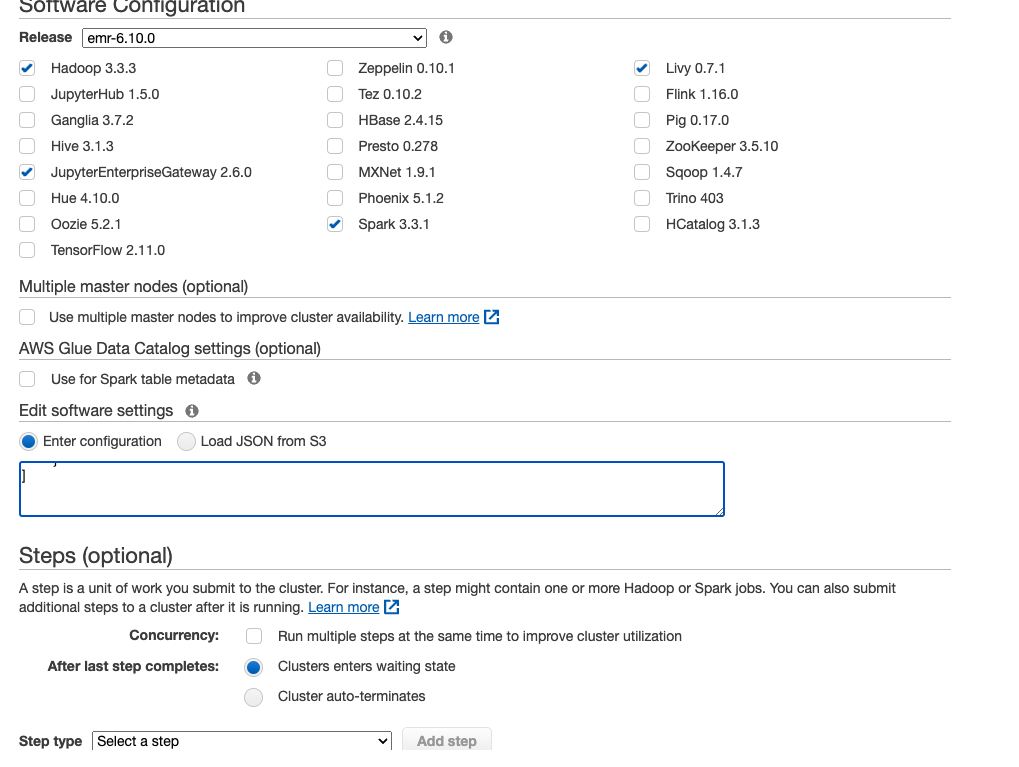 Software Configuration
Release emr-6.10.0
Hadoop 3.3.3 Zeppelin 0.10.1 Livy 0.7.1
JupyterHub 1.5.0 Tez 0.10.2 Flink 1.16.0
Ganglia 3.7.2 HBase 2.4.15 Pig 0.17.0
Hive 3.1.3 Presto 0.278 ZooKeeper 3.5.10
JupyterEnterpriseGateway 2.6.0 MXNet 1.9.1 Sqoop 1.4.7
Hue 4.10.0 Phoenix 5.1.2 Trino 403
Oozie 5.2.1 Spark 3.3.1 HCatalog 3.1.3
TensorFlow 2.11.0
Multiple master nodes (optional)
Use multiple master nodes to improve cluster availability. Learn more
AWS Glue Data Catalog settings (optional)
Use for Spark table metadata
Edit software settings
Enter configuration Load JSON from S3
]
Steps (optional)
A step is a unit of work you submit to the cluster. For instance, a step might contain one or more Hadoop or Spark jobs. You can also submit
additional steps to a cluster after it is running. Learn more
Concurrency: Run multiple steps at the same time to improve cluster utilization
After last step completes: Clusters enters waiting state
Cluster auto-terminates
Step type Select a step Add step